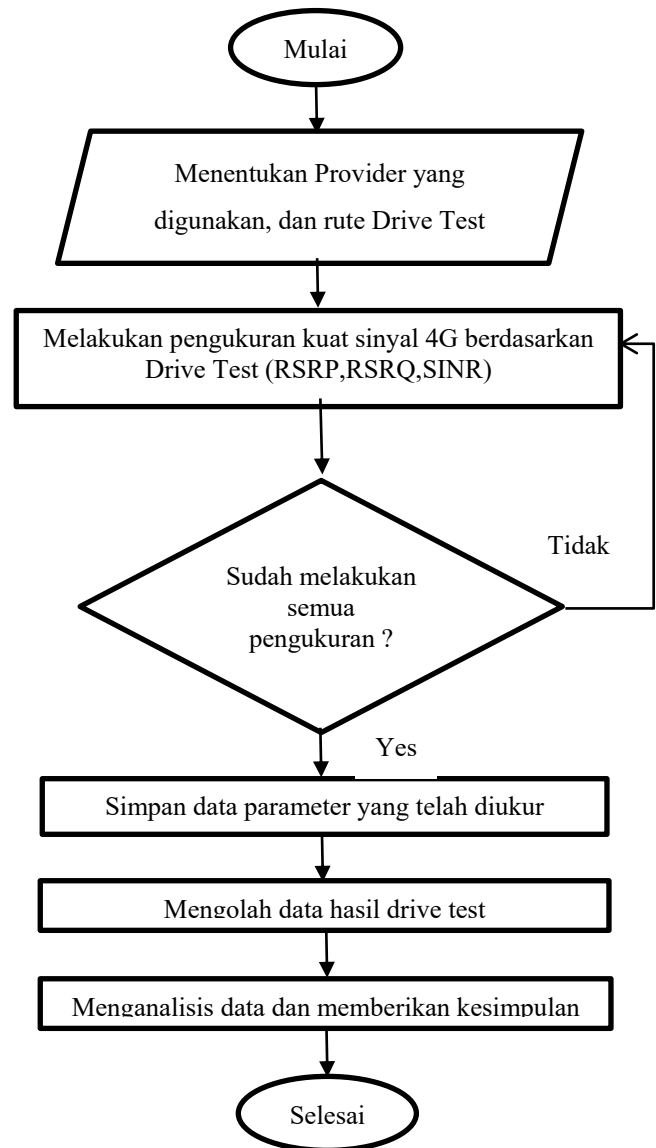 Mulai
Menentukan Provider yang
digunakan, dan rute Drive Test
Melakukan pengukuran kuat sinyal 4G berdasarkan
Drive Test (RSRP,RSRQ,SINR)
Tidak
Sudah melakukan
semua
pengukuran ?
Yes
Simpan data parameter yang telah diukur
Mengolah data hasil drive test
Menganalisis data dan memberikan kesimpulan
Selesai